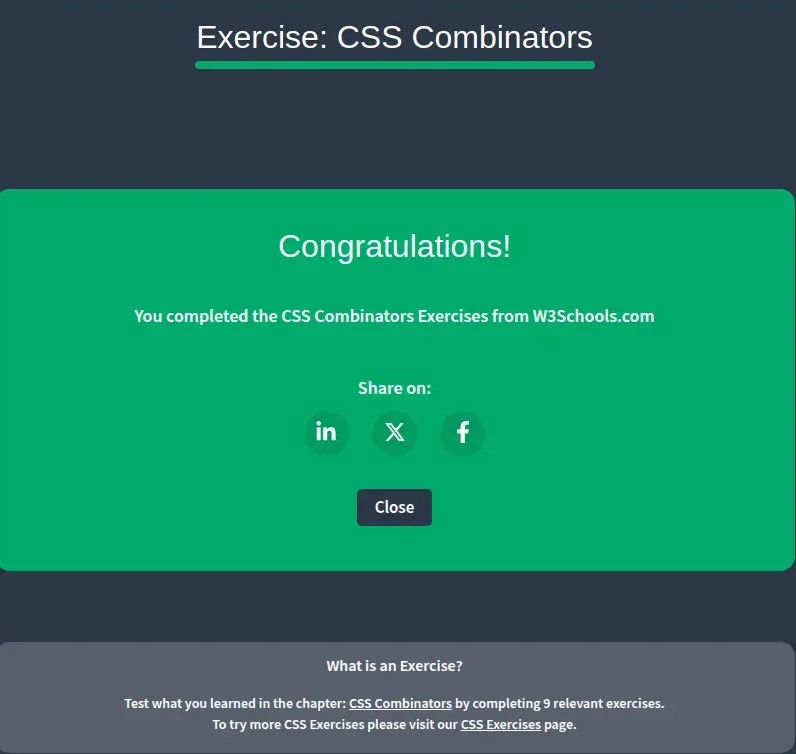 Exercise: CSS Combinators
Congratulations!
You completed the CSS Combinators Exercises from W3Schools.com
Share on:
in X f
Close
What is an Exercise?
Test what you learned in the chapter: CSS Combinators by completing 9 relevant exercises.
To try more CSS Exercises please visit our CSS Exercises page.